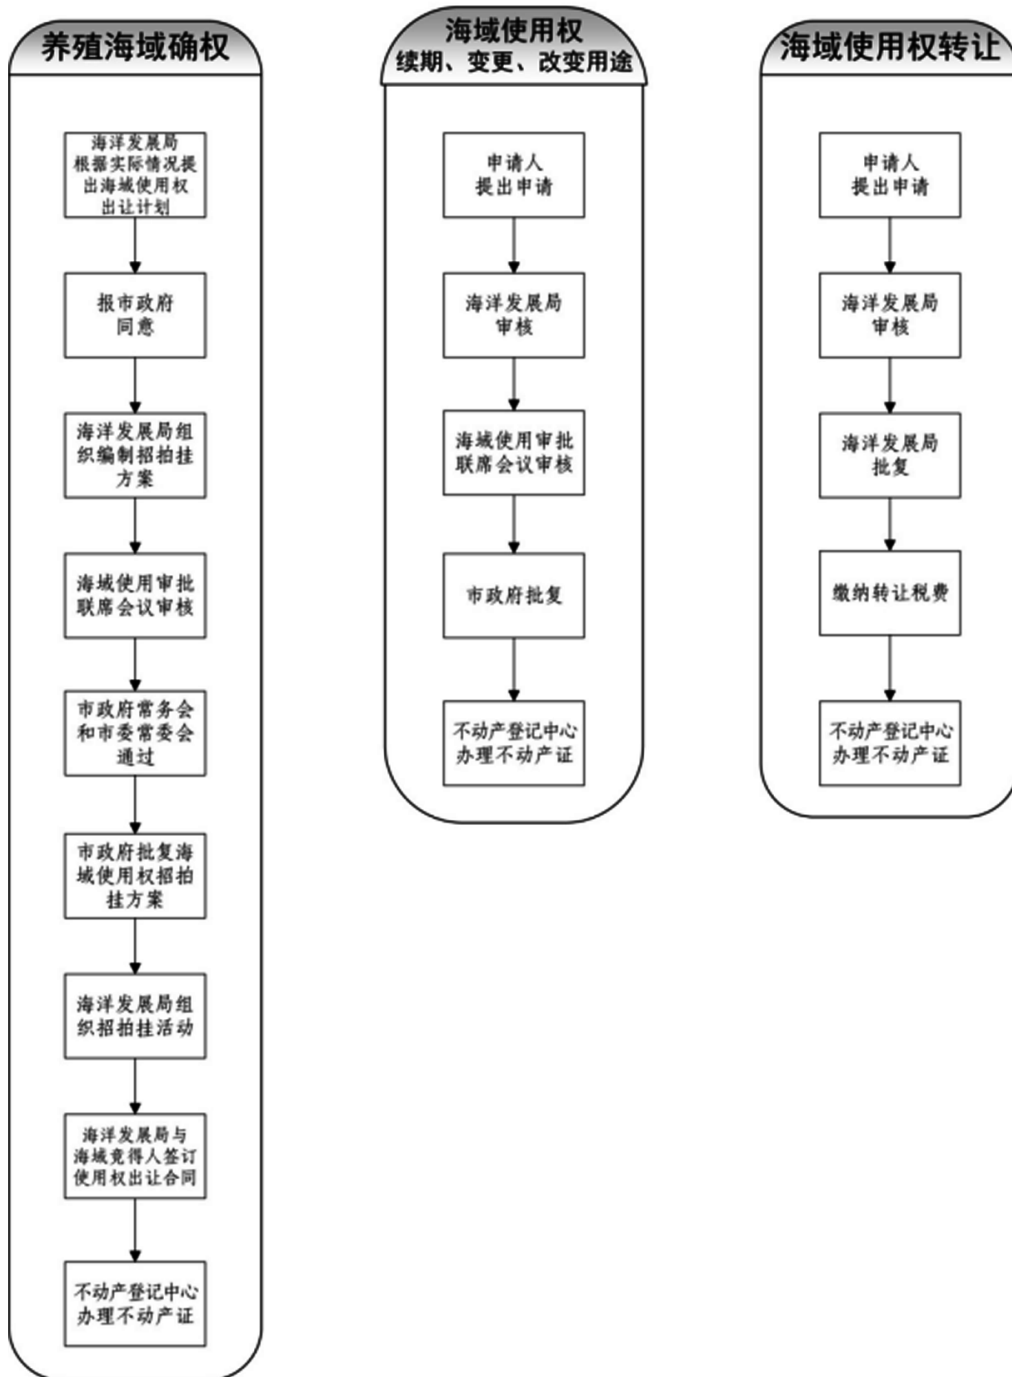 养殖海域确权
海洋发展局
根据实际情况提
出海域使用权
出让计划
报市政府
同意
海洋发展局组
织编制招拍挂
方案
海域使用审批
联席会议审核
市政府常务会
和市委常委会
通过
市政府批复海
域使用权招拍
挂方案
海洋发展局组
织招拍挂活动
海洋发展局与
海域竞得人签订
使用权出让合同
不动产登记中心
办理不动产证
海域使用权
续期、变更、改变用途
申请人
提出申请
海洋发展局
审核
海域使用审批
联席会议审核
市政府批复
不动产登记中心
办理不动产证
海域使用权转让
申请人
提出申请
海洋发展局
审核
海洋发展局
批复
缴纳转让税费
不动产登记中心
办理不动产证